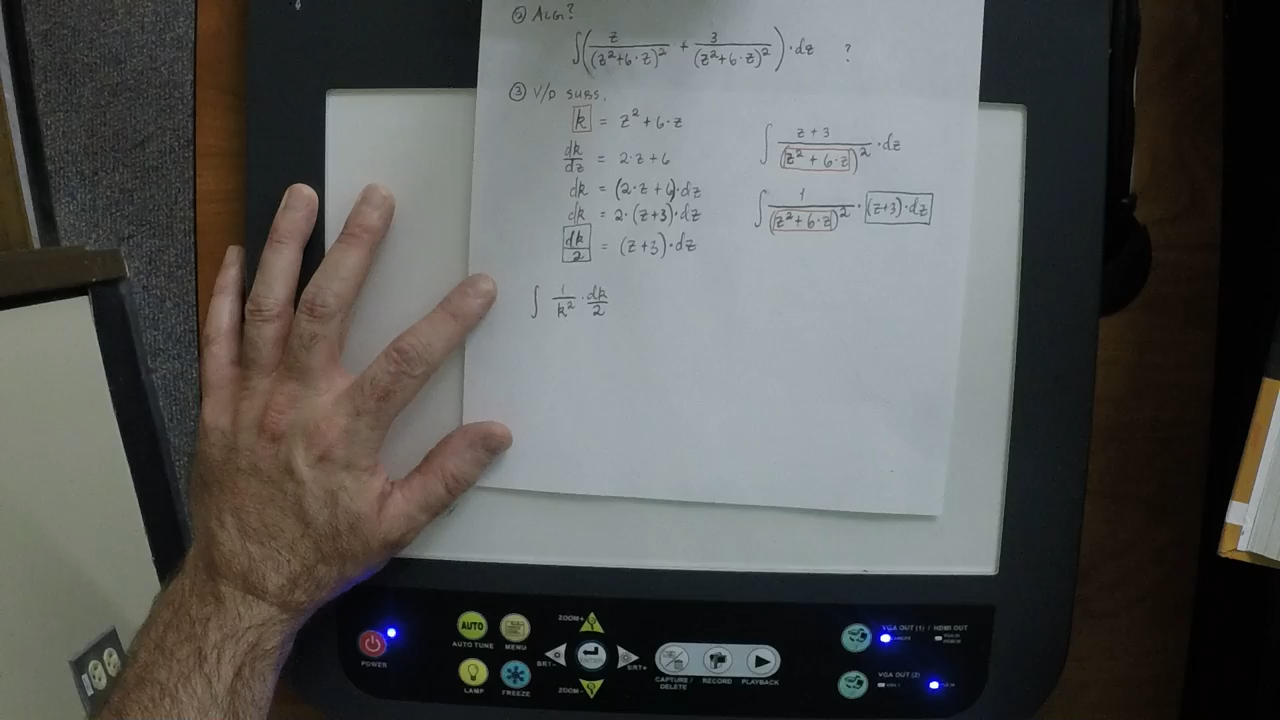 ② ALG?
∫( z/(z²+6·z)² + 3/(z²+6·z)² )·dz ?
③ V/D SUBS.
k = z² + 6·z
dk/dz = 2·z + 6
dk = (2·z + 6)·dz
dk = 2·(z+3)·dz
dk/2 = (z+3)·dz
∫ 1/k² · dk/2
∫ z+3/(z² + 6·z)² ·dz
∫ 1/(z² + 6·z)² · (z+3)·dz
POWER
AUTO
AUTO TUNE
MENU
LAMP
FREEZE
ZOOM+
BRT-
BRT+
ZOOM-
CAPTURE / DELETE
RECORD
PLAYBACK
VGA OUT (1) / HDMI OUT
VGA OUT (2)